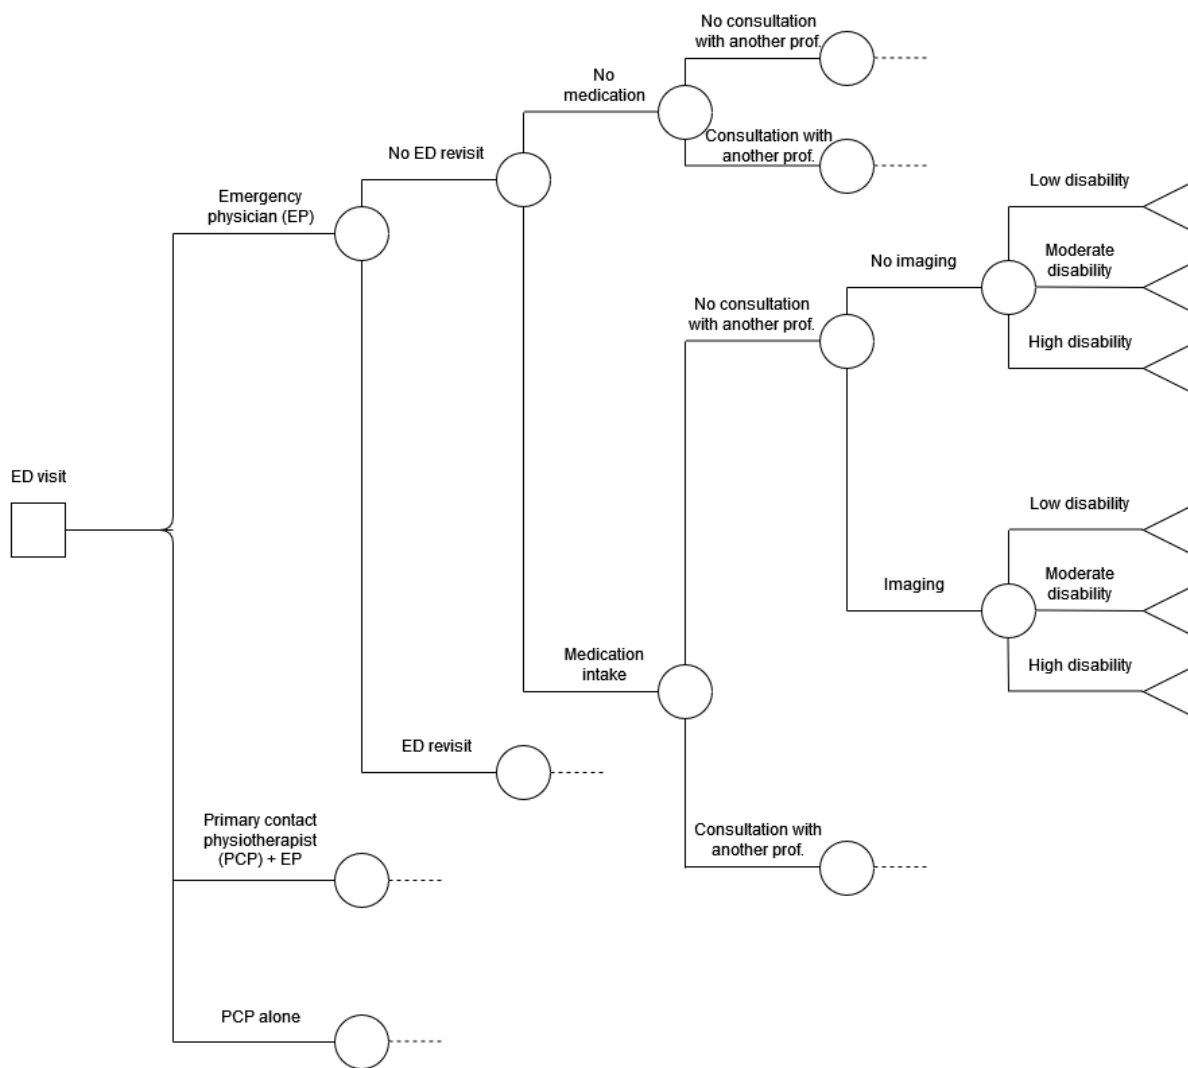 No consultation
with another prof.
No
medication
Consultation with
another prof.
No ED revisit
Low disability
Emergency
physician (EP)
Moderate
disability
No imaging
No consultation
with another prof.
High disability
ED visit
Low disability
Moderate
disability
Imaging
Medication
intake
High disability
ED revisit
Primary contact
physiotherapist
(PCP) + EP
Consultation with
another prof.
PCP alone